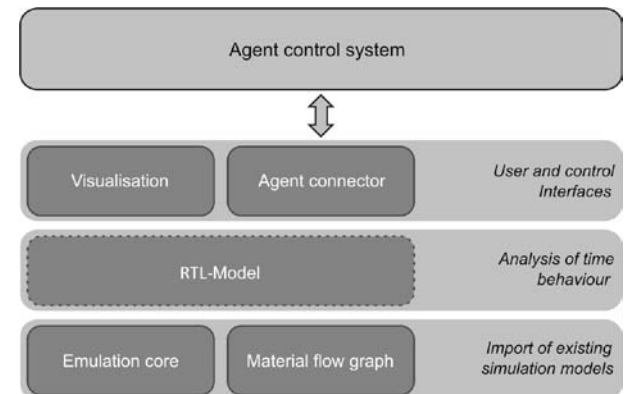 Agent control system
Visualisation
Agent connector
User and control
Interfaces
RTL-Model
Analysis of time
behaviour
Emulation core
Material flow graph
Import of existing
simulation models